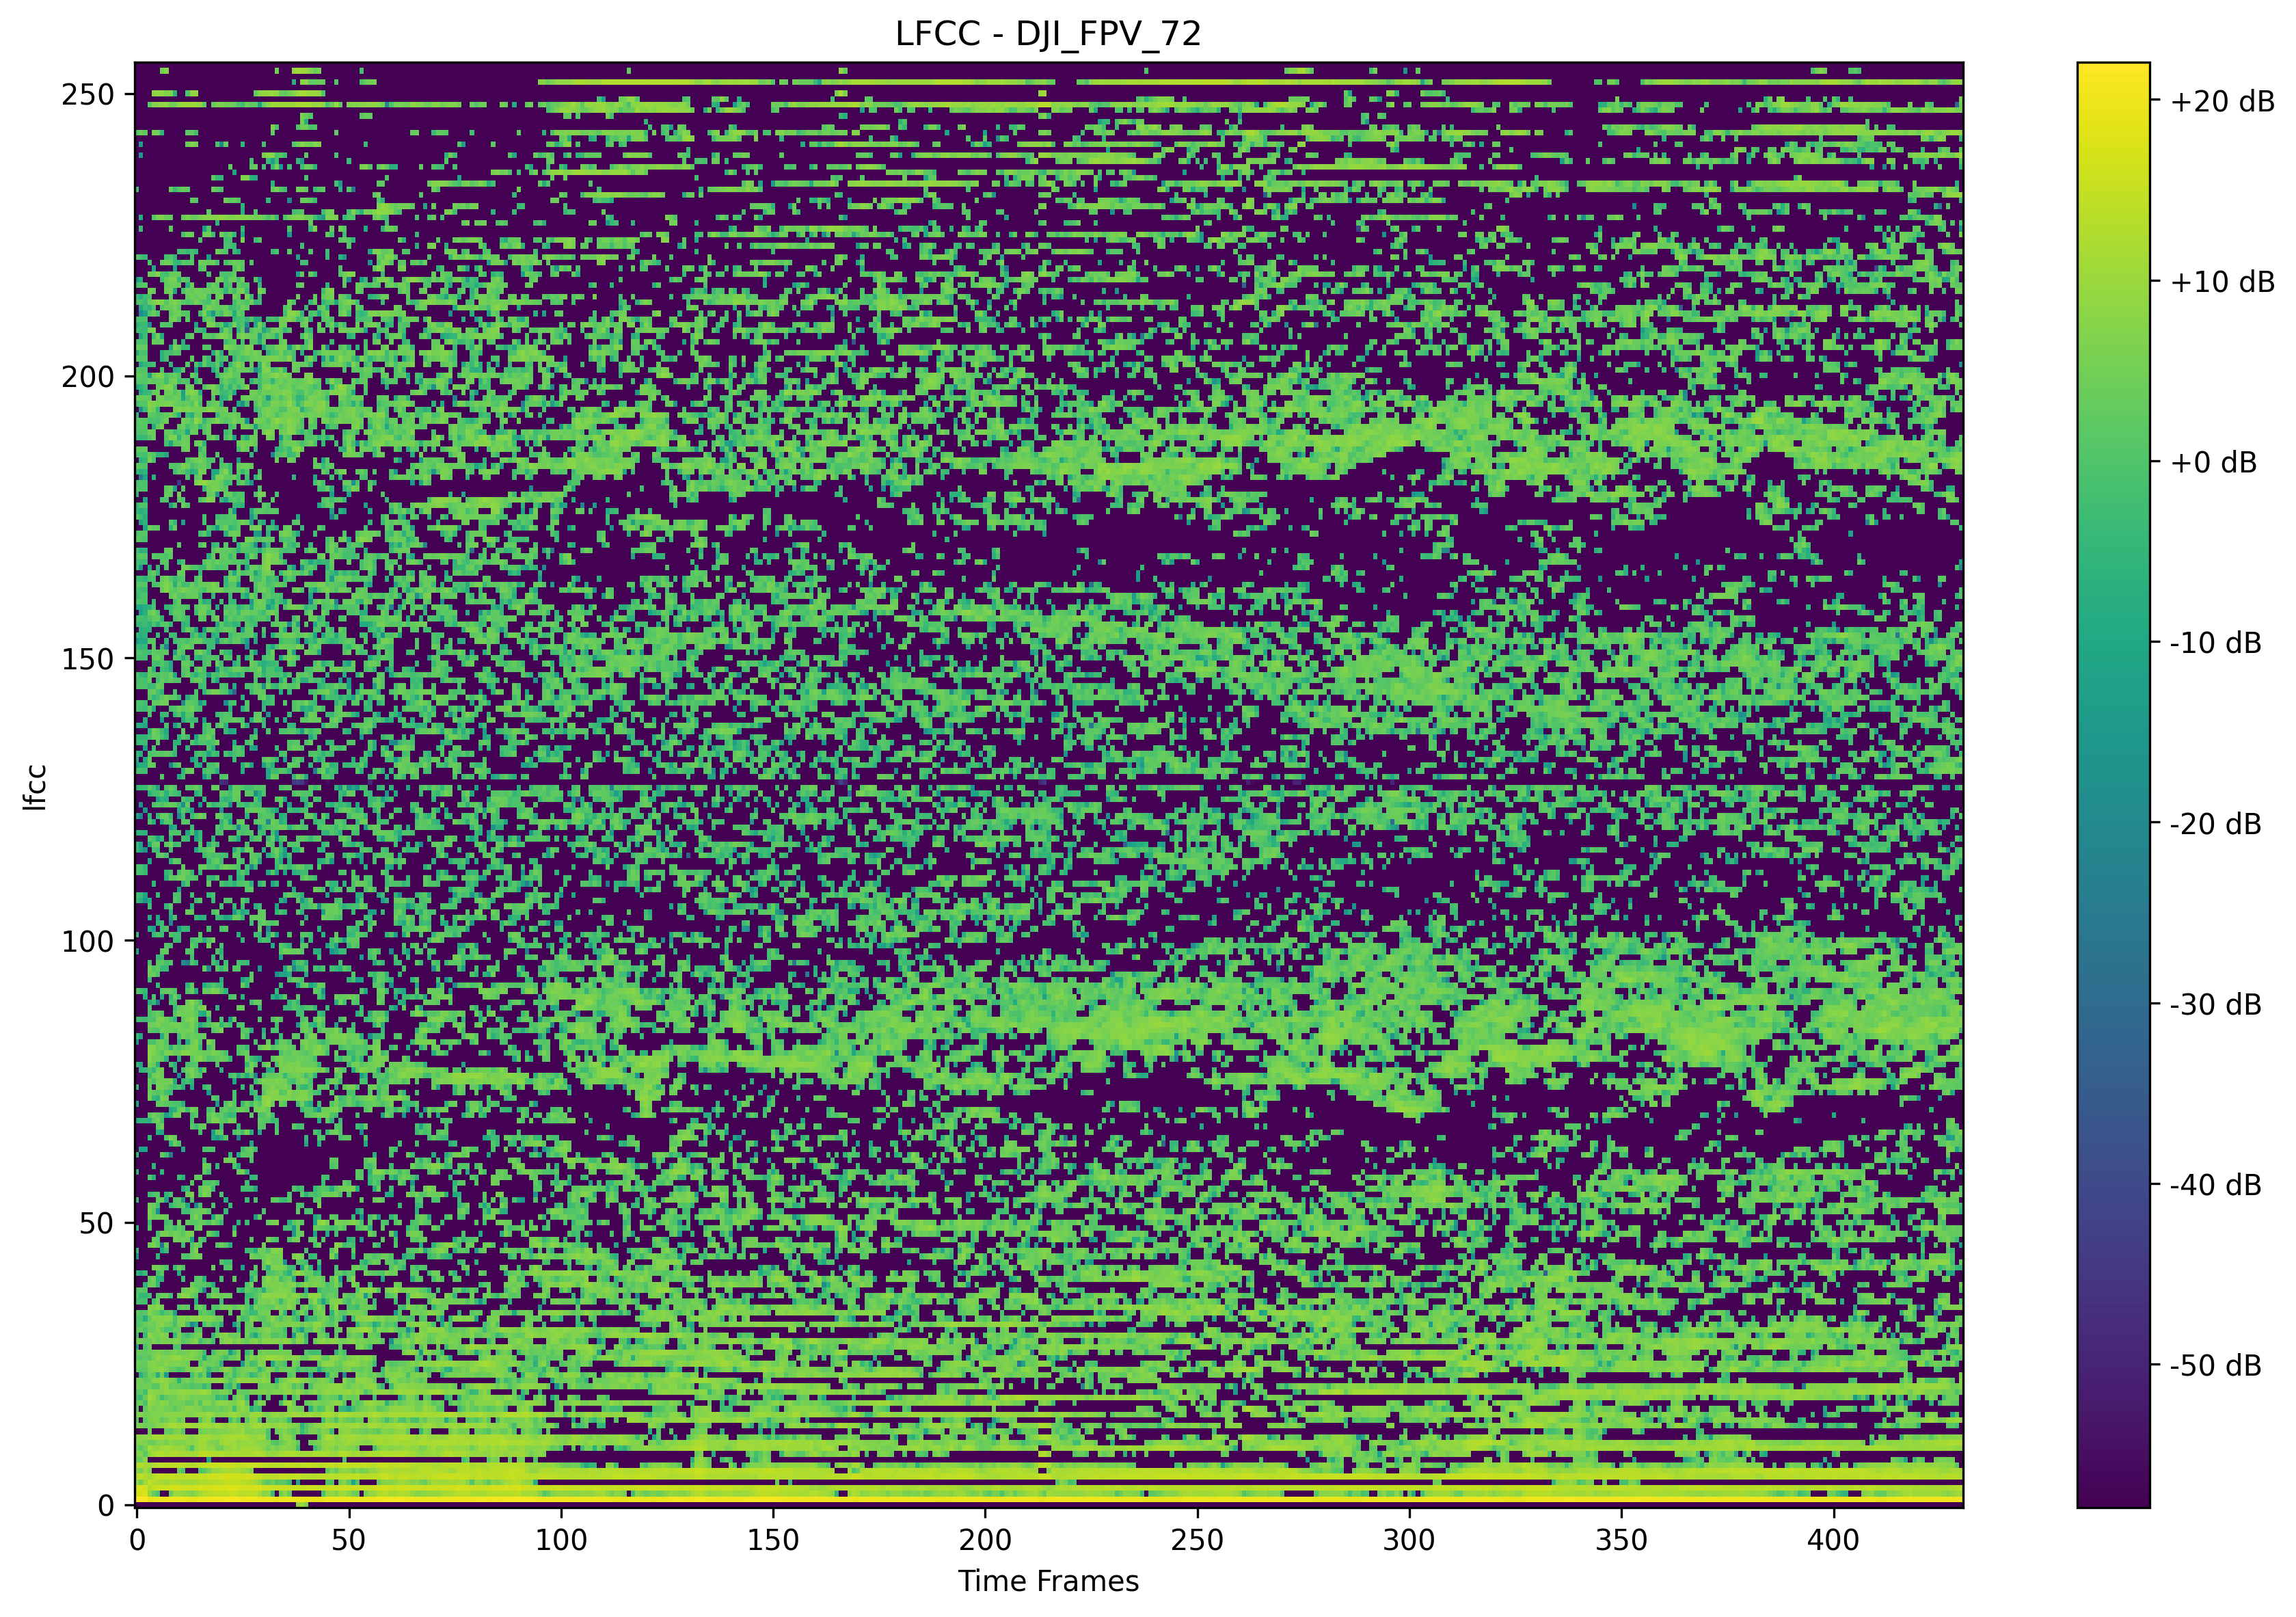 LFCC - DJI_FPV_72
250
200
150
100
50
0
lfcc
0 50 100 150 200 250 300 350 400
Time Frames
+20 dB
+10 dB
+0 dB
-10 dB
-20 dB
-30 dB
-40 dB
-50 dB